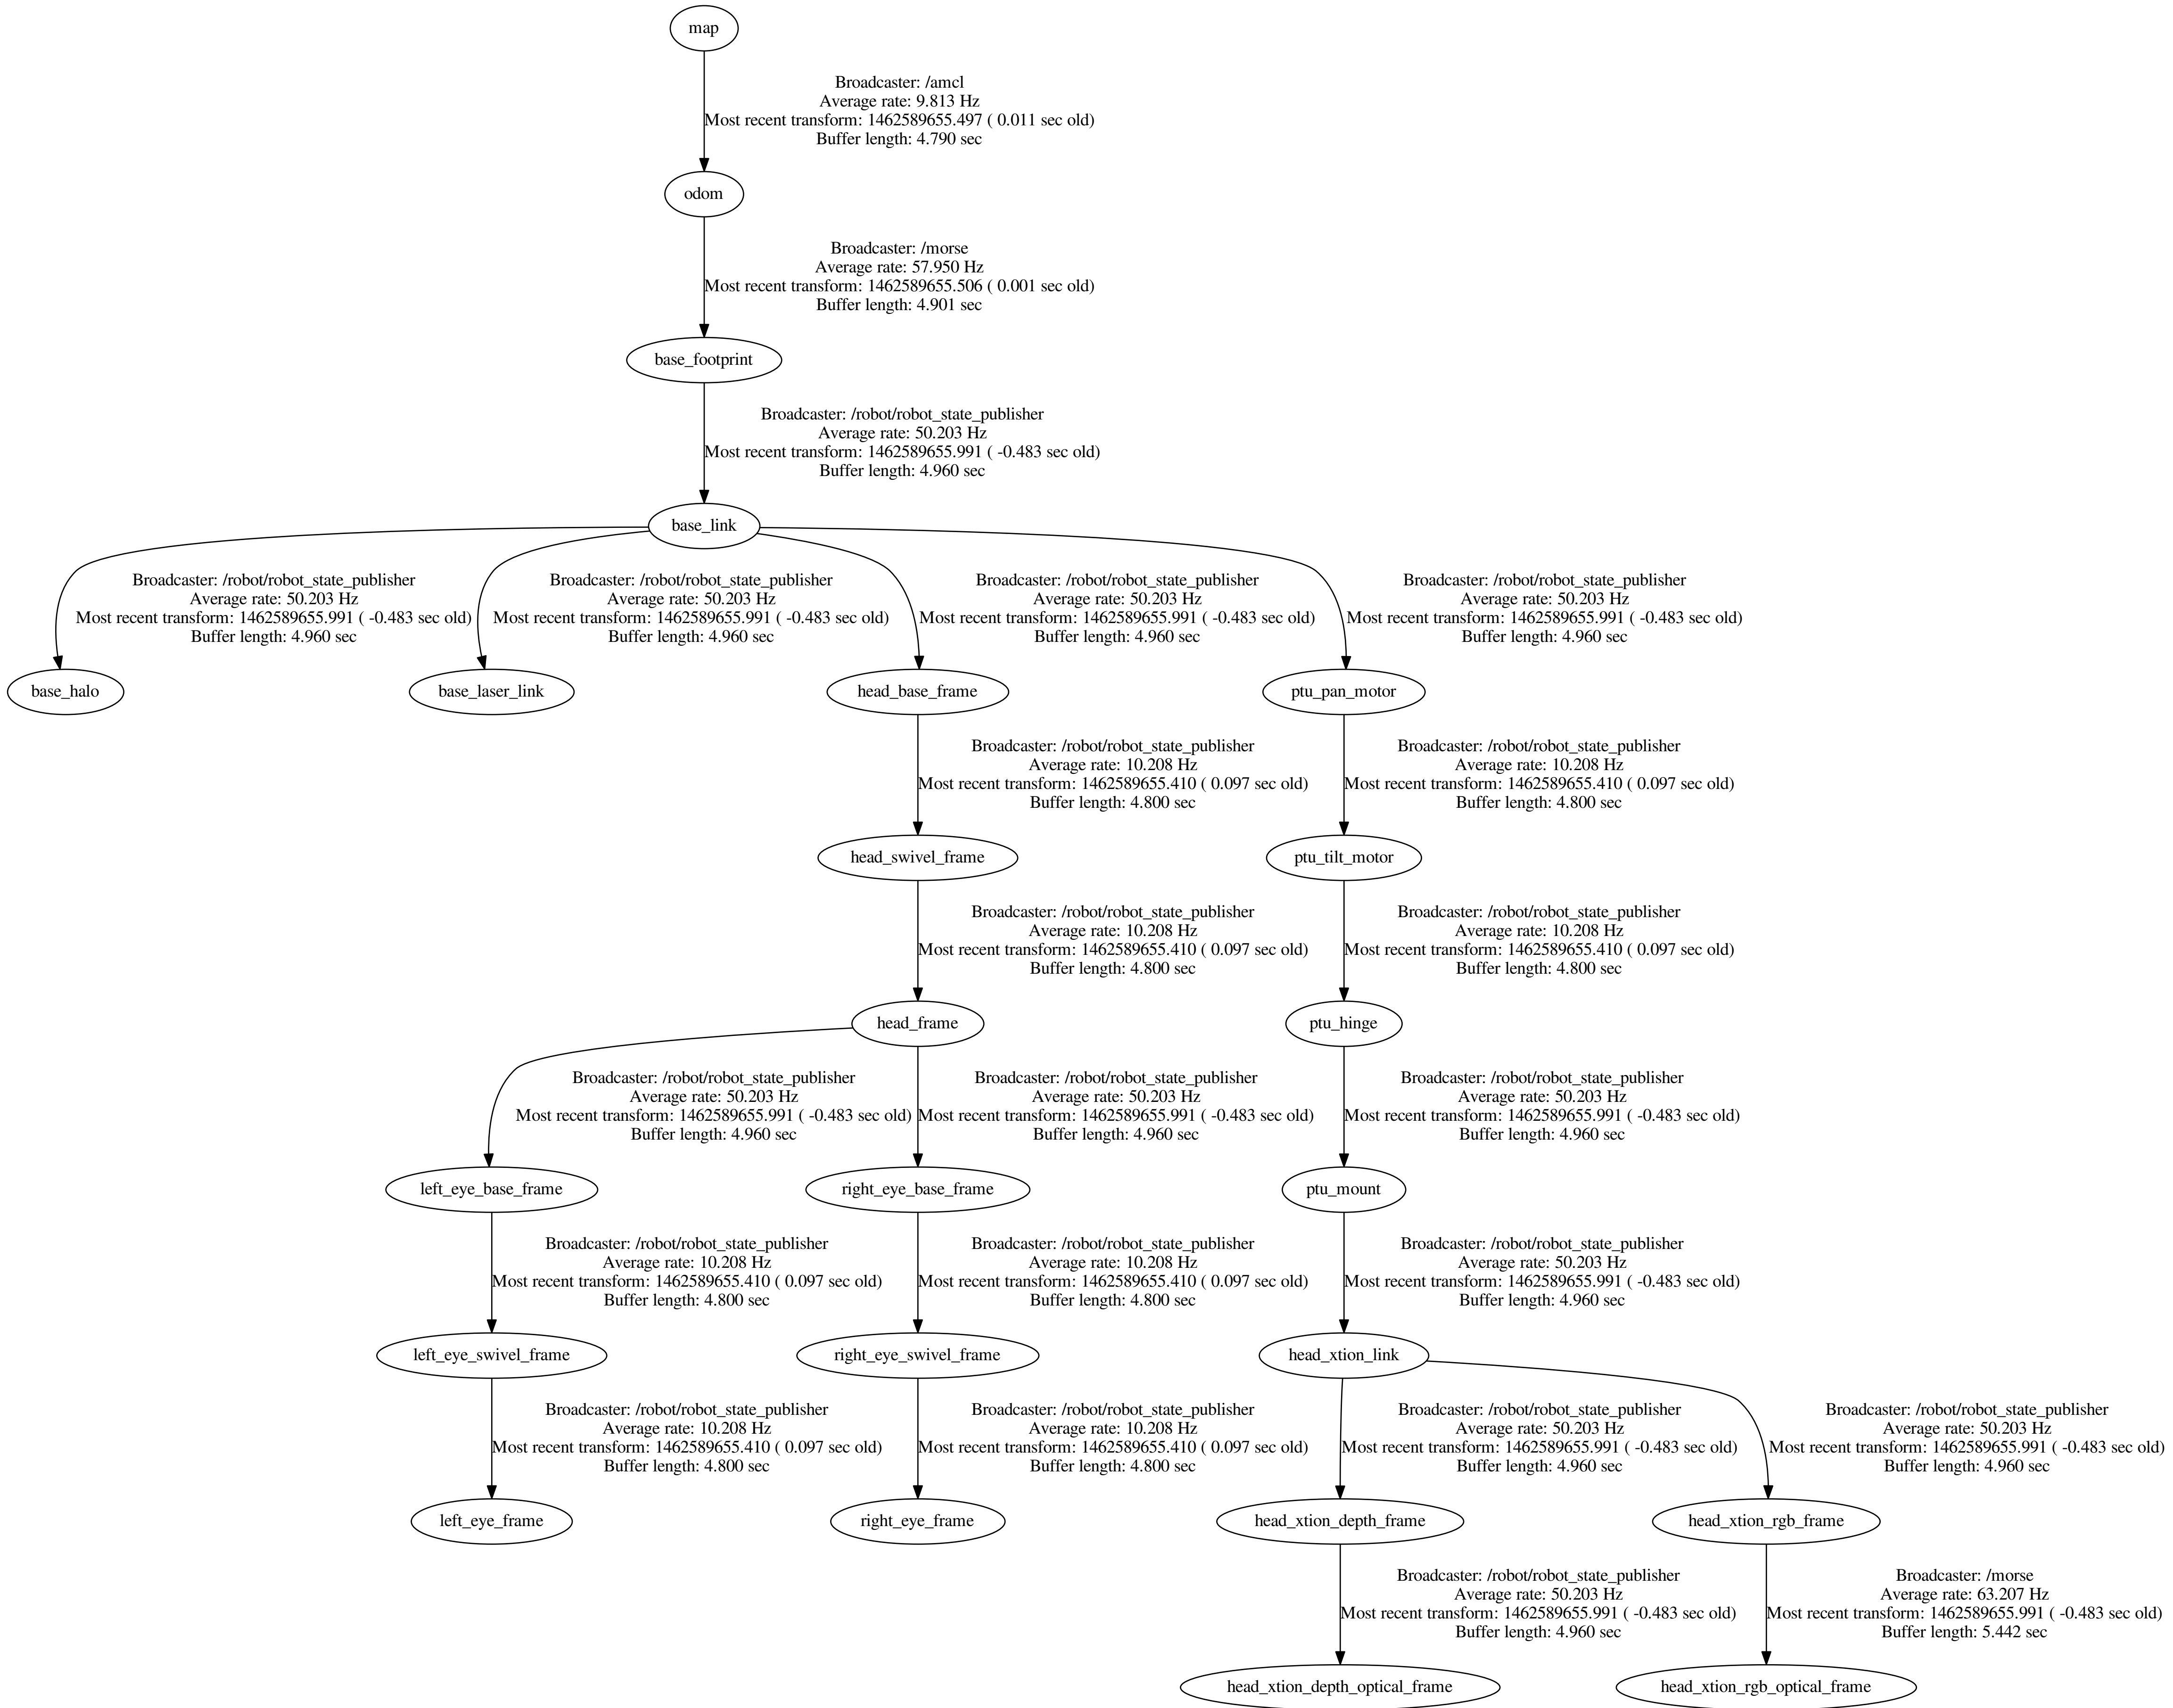 map
Broadcaster: /amcl
Average rate: 9.813 Hz
Most recent transform: 1462589655.497 ( 0.011 sec old)
Buffer length: 4.790 sec
odom
Broadcaster: /morse
Average rate: 57.950 Hz
Most recent transform: 1462589655.506 ( 0.001 sec old)
Buffer length: 4.901 sec
base_footprint
Broadcaster: /robot/robot_state_publisher
Average rate: 50.203 Hz
Most recent transform: 1462589655.991 ( -0.483 sec old)
Buffer length: 4.960 sec
base_link
Broadcaster: /robot/robot_state_publisher
Average rate: 50.203 Hz
Most recent transform: 1462589655.991 ( -0.483 sec old)
Buffer length: 4.960 sec
Broadcaster: /robot/robot_state_publisher
Average rate: 50.203 Hz
Most recent transform: 1462589655.991 ( -0.483 sec old)
Buffer length: 4.960 sec
Broadcaster: /robot/robot_state_publisher
Average rate: 50.203 Hz
Most recent transform: 1462589655.991 ( -0.483 sec old)
Buffer length: 4.960 sec
Broadcaster: /robot/robot_state_publisher
Average rate: 50.203 Hz
Most recent transform: 1462589655.991 ( -0.483 sec old)
Buffer length: 4.960 sec
base_halo
base_laser_link
head_base_frame
ptu_pan_motor
Broadcaster: /robot/robot_state_publisher
Average rate: 10.208 Hz
Most recent transform: 1462589655.410 ( 0.097 sec old)
Buffer length: 4.800 sec
Broadcaster: /robot/robot_state_publisher
Average rate: 10.208 Hz
Most recent transform: 1462589655.410 ( 0.097 sec old)
Buffer length: 4.800 sec
head_swivel_frame
ptu_tilt_motor
Broadcaster: /robot/robot_state_publisher
Average rate: 10.208 Hz
Most recent transform: 1462589655.410 ( 0.097 sec old)
Buffer length: 4.800 sec
Broadcaster: /robot/robot_state_publisher
Average rate: 10.208 Hz
Most recent transform: 1462589655.410 ( 0.097 sec old)
Buffer length: 4.800 sec
head_frame
ptu_hinge
Broadcaster: /robot/robot_state_publisher
Average rate: 50.203 Hz
Most recent transform: 1462589655.991 ( -0.483 sec old)
Buffer length: 4.960 sec
Broadcaster: /robot/robot_state_publisher
Average rate: 50.203 Hz
Most recent transform: 1462589655.991 ( -0.483 sec old)
Buffer length: 4.960 sec
Broadcaster: /robot/robot_state_publisher
Average rate: 50.203 Hz
Most recent transform: 1462589655.991 ( -0.483 sec old)
Buffer length: 4.960 sec
left_eye_base_frame
right_eye_base_frame
ptu_mount
Broadcaster: /robot/robot_state_publisher
Average rate: 10.208 Hz
Most recent transform: 1462589655.410 ( 0.097 sec old)
Buffer length: 4.800 sec
Broadcaster: /robot/robot_state_publisher
Average rate: 10.208 Hz
Most recent transform: 1462589655.410 ( 0.097 sec old)
Buffer length: 4.800 sec
Broadcaster: /robot/robot_state_publisher
Average rate: 50.203 Hz
Most recent transform: 1462589655.991 ( -0.483 sec old)
Buffer length: 4.960 sec
left_eye_swivel_frame
right_eye_swivel_frame
head_xtion_link
Broadcaster: /robot/robot_state_publisher
Average rate: 10.208 Hz
Most recent transform: 1462589655.410 ( 0.097 sec old)
Buffer length: 4.800 sec
Broadcaster: /robot/robot_state_publisher
Average rate: 10.208 Hz
Most recent transform: 1462589655.410 ( 0.097 sec old)
Buffer length: 4.800 sec
Broadcaster: /robot/robot_state_publisher
Average rate: 50.203 Hz
Most recent transform: 1462589655.991 ( -0.483 sec old)
Buffer length: 4.960 sec
Broadcaster: /robot/robot_state_publisher
Average rate: 50.203 Hz
Most recent transform: 1462589655.991 ( -0.483 sec old)
Buffer length: 4.960 sec
left_eye_frame
right_eye_frame
head_xtion_depth_frame
head_xtion_rgb_frame
Broadcaster: /robot/robot_state_publisher
Average rate: 50.203 Hz
Most recent transform: 1462589655.991 ( -0.483 sec old)
Buffer length: 4.960 sec
Broadcaster: /morse
Average rate: 63.207 Hz
Most recent transform: 1462589655.991 ( -0.483 sec old)
Buffer length: 5.442 sec
head_xtion_depth_optical_frame
head_xtion_rgb_optical_frame